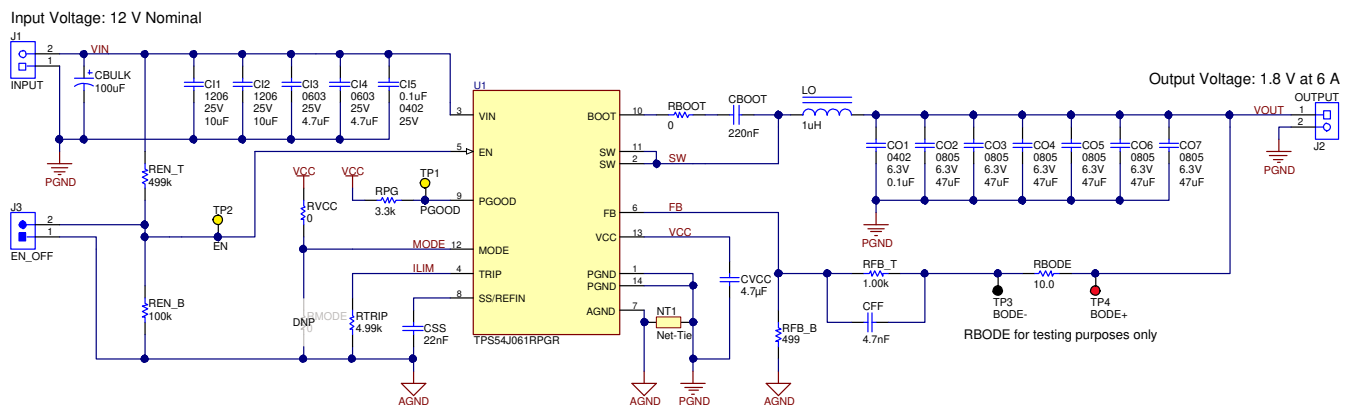 Input Voltage: 12 V Nominal
J1
2
1
INPUT
VIN
CBULK
100uF
+
CI1
1206
25V
10uF
CI2
1206
25V
10uF
CI3
0603
25V
4.7uF
CI4
0603
25V
4.7uF
CI5
0.1uF
0402
25V
PGND
REN_T
499k
J3
2
1
EN_OFF
TP2
EN
REN_B
100k
VCC
RVCC
0
VCC
RPG
3.3k
TP1
PGOOD
MODE
ILIM
DNP
RMODE
0
RTRIP
4.99k
CSS
22nF
AGND
U1
3
VIN
5
EN
9
PGOOD
12
MODE
4
TRIP
8
SS/REFIN
BOOT
10
SW
11
SW
2
FB
6
VCC
13
PGND
1
PGND
14
AGND
7
TPS54J061RPGR
RBOOT
0
CBOOT
220nF
SW
FB
VCC
CVCC
4.7µF
NT1
Net-Tie
AGND
PGND
LO
1uH
RFB_B
499
AGND
RFB_T
1.00k
CFF
4.7nF
RBODE
10.0
TP3
BODE-
TP4
BODE+
RBODE for testing purposes only
CO1
0402
6.3V
0.1uF
CO2
0805
6.3V
47uF
CO3
0805
6.3V
47uF
CO4
0805
6.3V
47uF
CO5
0805
6.3V
47uF
CO6
0805
6.3V
47uF
CO7
0805
6.3V
47uF
PGND
Output Voltage: 1.8 V at 6 A
OUTPUT
VOUT
1
2
J2
PGND